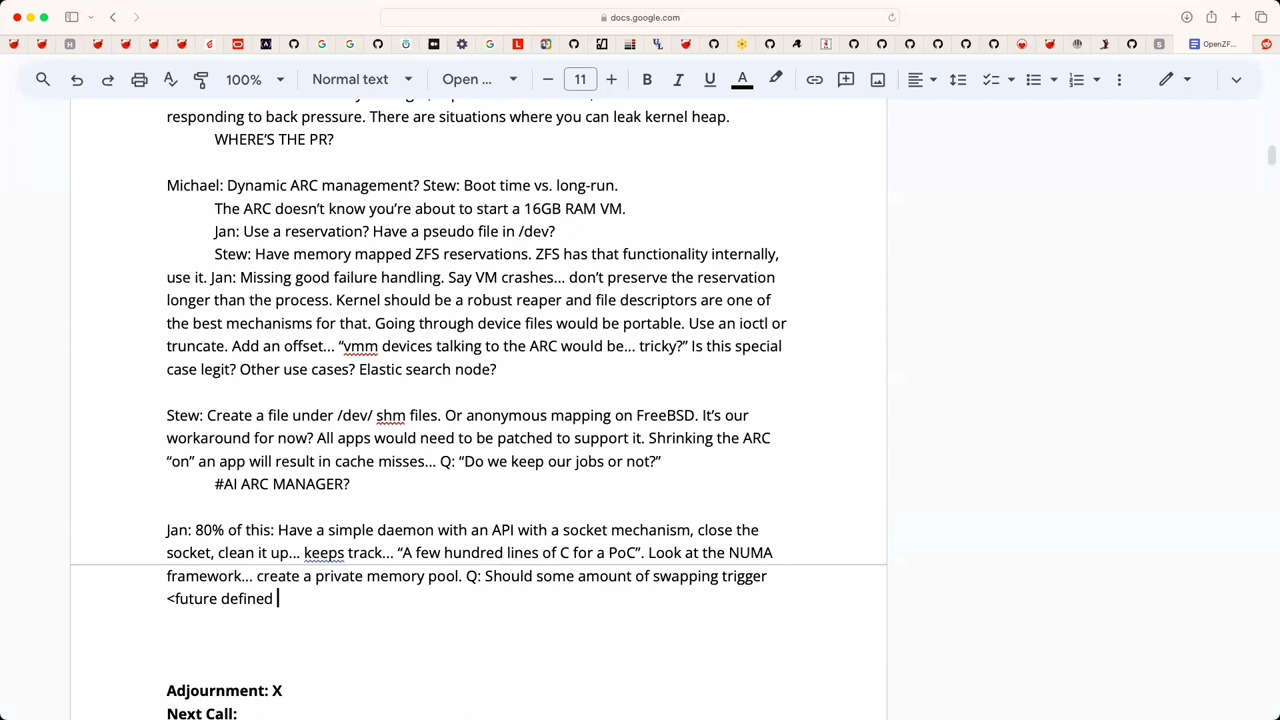 docs.google.com
OpenZF...
100%
Normal text
Open ...
11
responding to back pressure. There are situations where you can leak kernel heap.
WHERE'S THE PR?
Michael: Dynamic ARC management? Stew: Boot time vs. long-run.
The ARC doesn't know you're about to start a 16GB RAM VM.
Jan: Use a reservation? Have a pseudo file in /dev?
Stew: Have memory mapped ZFS reservations. ZFS has that functionality internally,
use it. Jan: Missing good failure handling. Say VM crashes... don't preserve the reservation
longer than the process. Kernel should be a robust reaper and file descriptors are one of
the best mechanisms for that. Going through device files would be portable. Use an ioctl or
truncate. Add an offset... “vmm devices talking to the ARC would be... tricky?” Is this special
case legit? Other use cases? Elastic search node?
Stew: Create a file under /dev/ shm files. Or anonymous mapping on FreeBSD. It's our
workaround for now? All apps would need to be patched to support it. Shrinking the ARC
“on” an app will result in cache misses... Q: “Do we keep our jobs or not?”
#AI ARC MANAGER?
Jan: 80% of this: Have a simple daemon with an API with a socket mechanism, close the
socket, clean it up... keeps track... “A few hundred lines of C for a PoC”. Look at the NUMA
framework... create a private memory pool. Q: Should some amount of swapping trigger
<future defined
Adjournment: X
Next Call: